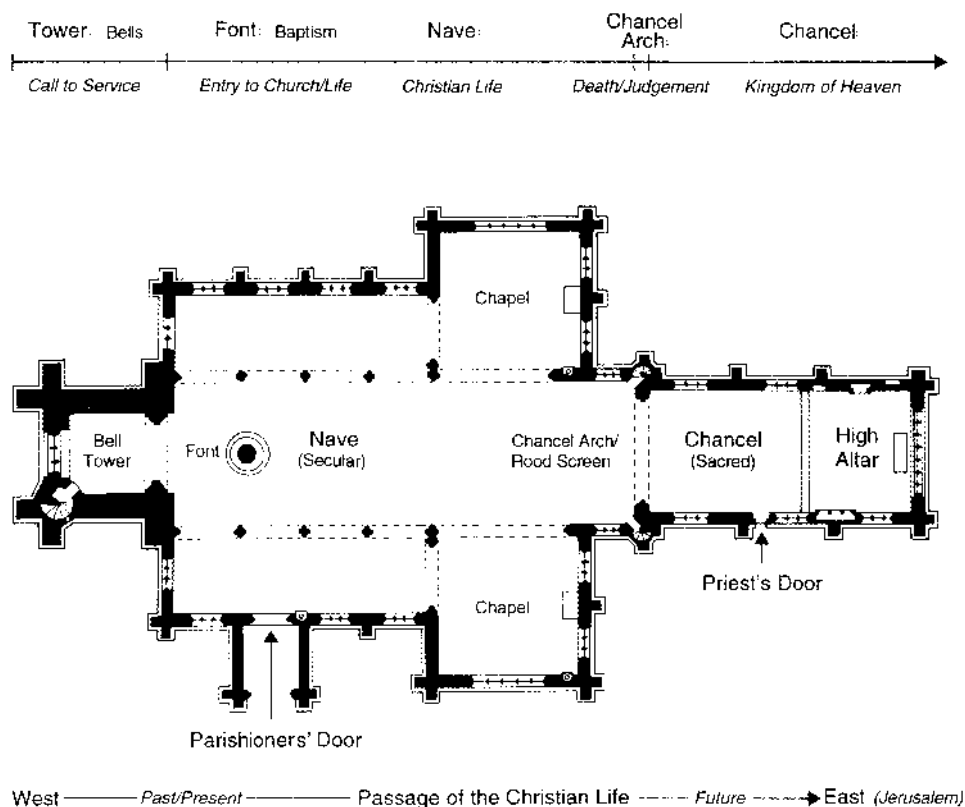 Tower: Bells
Font: Baptism
Nave:
Chancel
Arch:
Chancel:
Call to Service
Entry to Church/Life
Christian Life
Death/Judgement
Kingdom of Heaven
Chapel
Bell
Tower
Font
Nave
(Secular)
Chancel Arch/
Rood Screen
Chancel
(Sacred)
High
Altar
Priest's Door
Chapel
Parishioners' Door
West Past/Present Passage of the Christian Life Future East (Jerusalem)